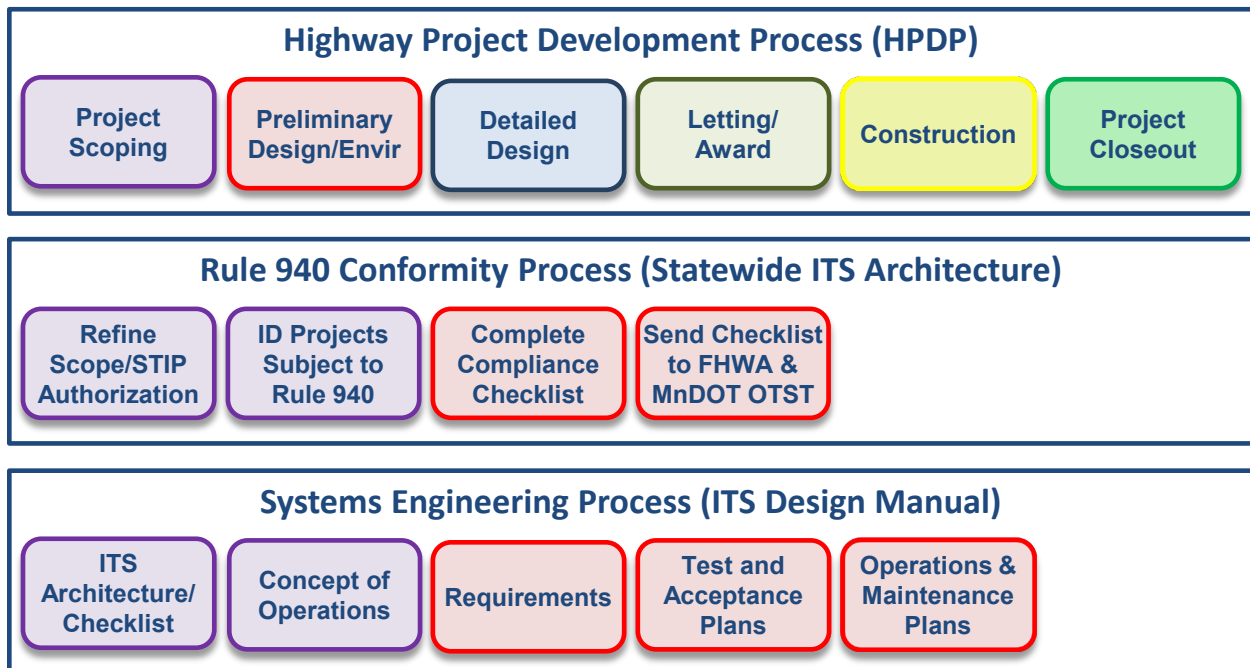 Highway Project Development Process (HPDP)
Project
Scoping
Preliminary
Design/Envir
Detailed
Design
Letting/
Award
Construction
Project
Closeout
Rule 940 Conformity Process (Statewide ITS Architecture)
Refine
Scope/STIP
Authorization
ID Projects
Subject to
Rule 940
Complete
Compliance
Checklist
Send Checklist
to FHWA &
MnDOT OTST
Systems Engineering Process (ITS Design Manual)
ITS
Architecture/
Checklist
Concept of
Operations
Requirements
Test and
Acceptance
Plans
Operations &
Maintenance
Plans